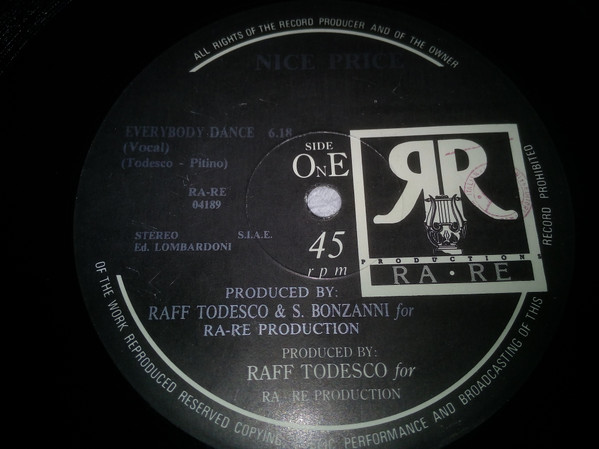 ALL RIGHTS OF THE RECORD PRODUCER AND OF THE OWNER
NICE PRICE
EVERYBODY DANCE 6.18
(Vocal)
(Todesco - Pitino)
RA-RE
04189
STEREO S.I.A.E.
Ed. LOMBARDONI
SIDE
OnE
45
rpm
RR
PRODUCTIONS
RA·RE
PRODUCED BY:
RAFF TODESCO & S. BONZANNI for
RA-RE PRODUCTION
PRODUCED BY:
RAFF TODESCO for
RA-RE PRODUCTION
OF THE WORK REPRODUCED RESERVED COPYING PERFORMANCE AND BROADCASTING OF THIS RECORD PROHIBITED